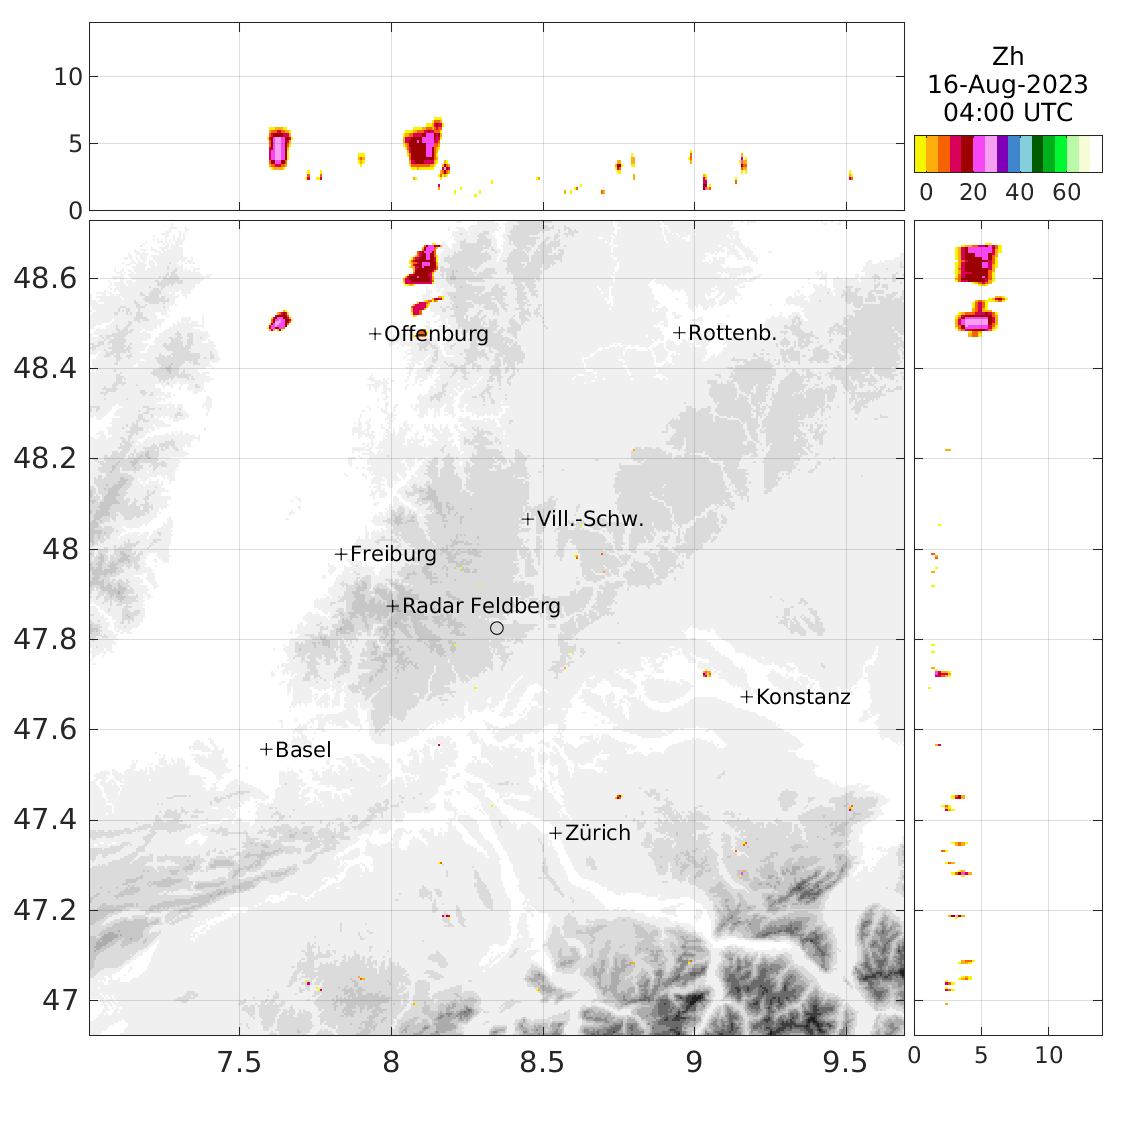 10
5
0
Zh
16-Aug-2023
04:00 UTC
0 20 40 60
48.6
48.4
48.2
48
47.8
47.6
47.4
47.2
47
Offenburg
Rottenb.
Vill.-Schw.
Freiburg
Radar Feldberg
Konstanz
Basel
Zürich
7.5 8 8.5 9 9.5
0 5 10